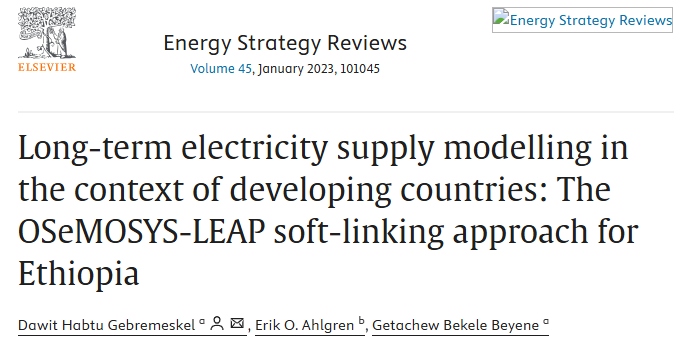 Energy Strategy Reviews
Energy Strategy Reviews
Volume 45, January 2023, 101045
ELSEVIER
Long-term electricity supply modelling in
the context of developing countries: The
OSeMOSYS-LEAP soft-linking approach for
Ethiopia
Dawit Habtu Gebremeskel a , Erik O. Ahlgren b, Getachew Bekele Beyene a